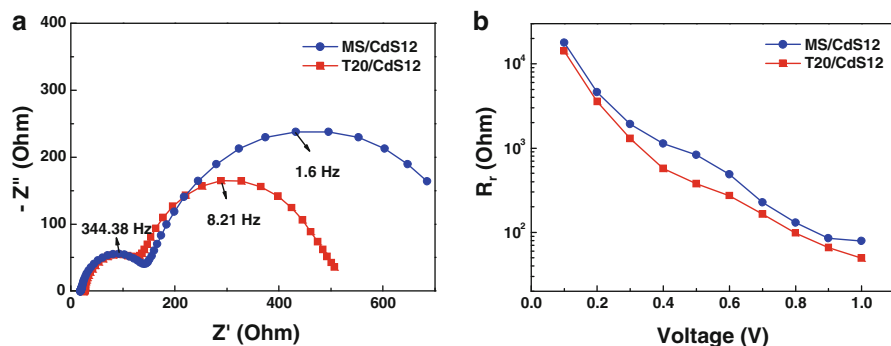 a
MS/CdS12
T20/CdS12
344.38 Hz
8.21 Hz
1.6 Hz
- Z'' (Ohm)
400
300
200
100
0
0 200 400 600
Z' (Ohm)
b
MS/CdS12
T20/CdS12
R_r (Ohm)
10^4
10^3
10^2
0.0 0.2 0.4 0.6 0.8 1.0
Voltage (V)